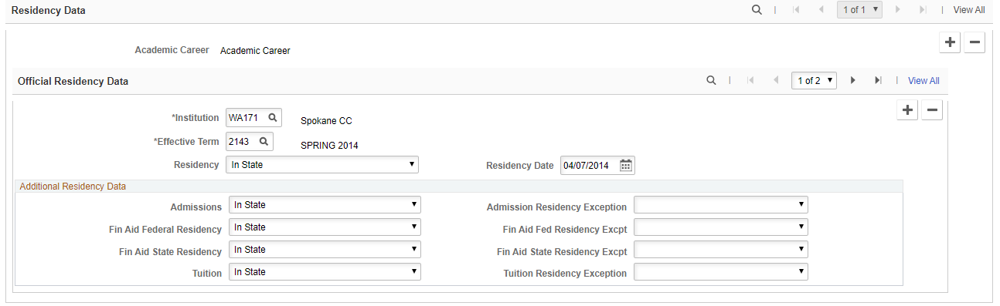 Residency Data 1 of 1 View All
Academic Career Academic Career
Official Residency Data 1 of 2 View All
*Institution WA171 Spokane CC
*Effective Term 2143 SPRING 2014
Residency In State Residency Date 04/07/2014
Additional Residency Data
Admissions In State Admission Residency Exception
Fin Aid Federal Residency In State Fin Aid Fed Residency Excpt
Fin Aid State Residency In State Fin Aid State Residency Excpt
Tuition In State Tuition Residency Exception